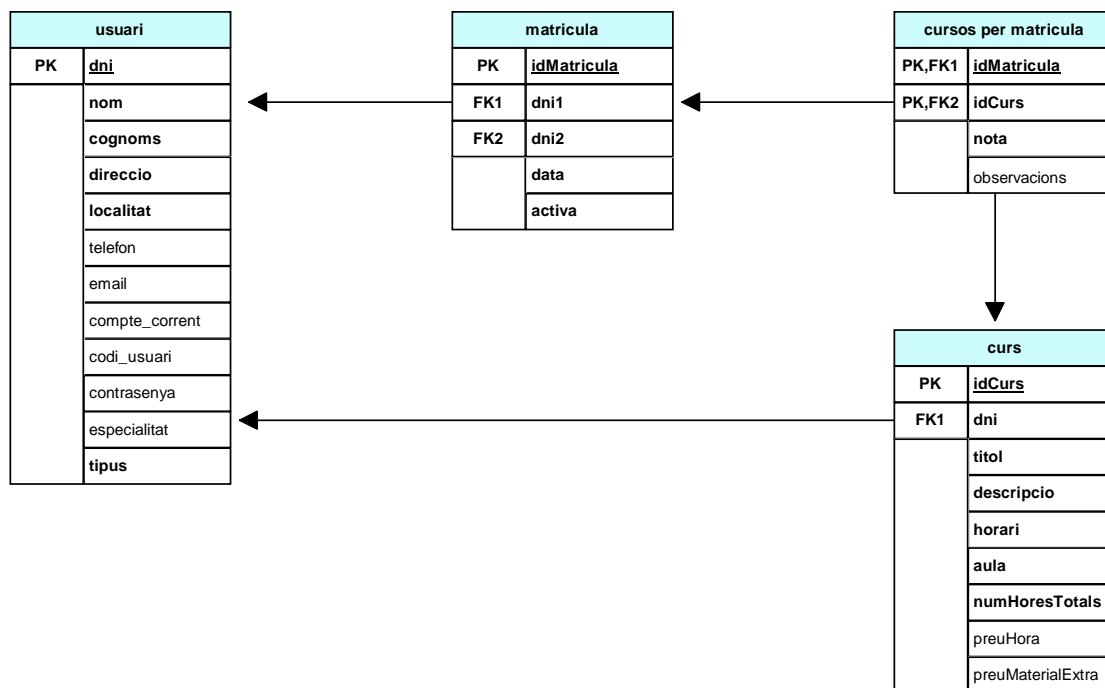 usuari
PK dni
nom
cognoms
direccio
localitat
telefon
email
compte_corrent
codi_usuari
contrasenya
especialitat
tipus
matricula
PK idMatricula
FK1 dni1
FK2 dni2
data
activa
cursos per matricula
PK,FK1 idMatricula
PK,FK2 idCurs
nota
observacions
curs
PK idCurs
FK1 dni
titol
descripcio
horari
aula
numHoresTotals
preuHora
preuMaterialExtra